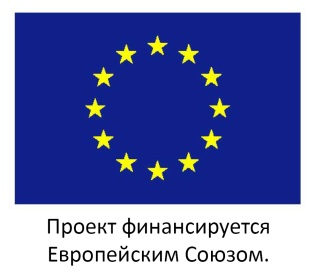 Проект финансируется
Европейским Союзом.